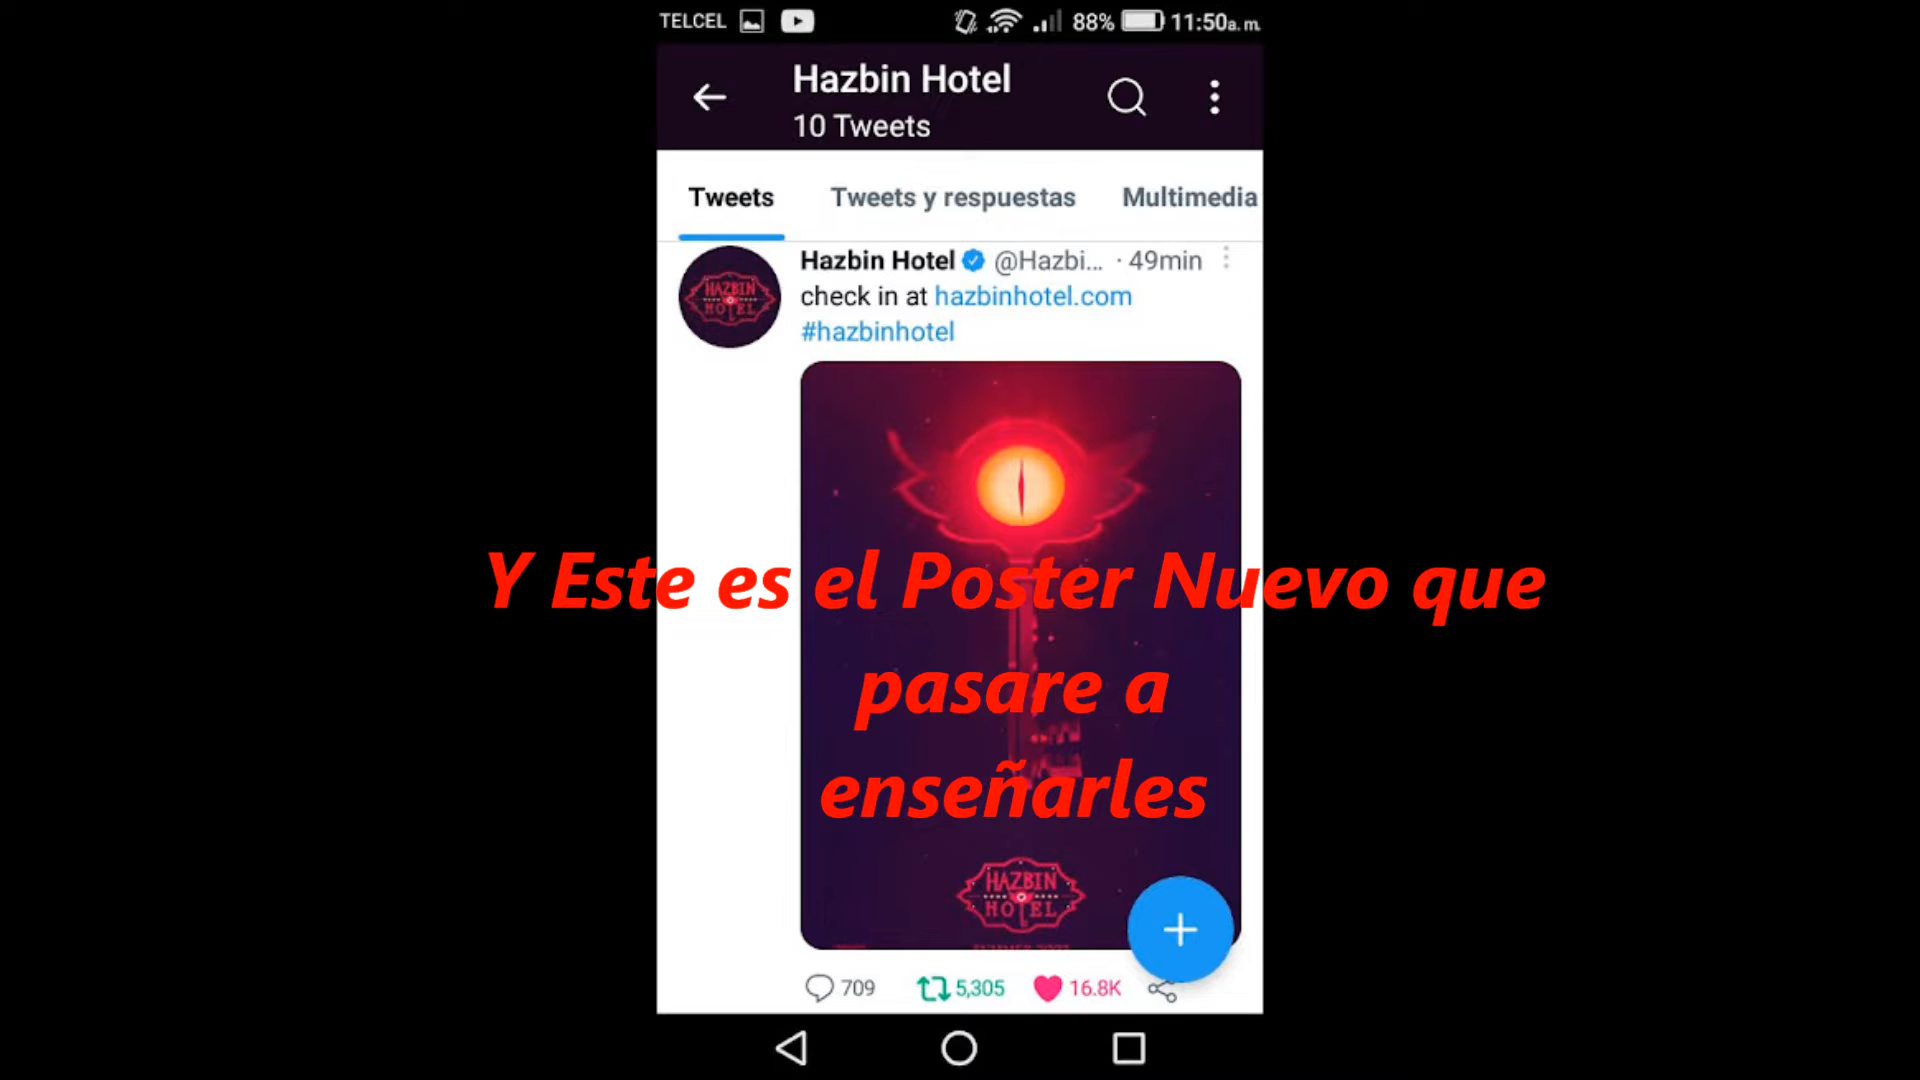 TELCEL 88% 11:50a.m.
Hazbin Hotel
10 Tweets
Tweets Tweets y respuestas Multimedia
Hazbin Hotel @Hazbi... · 49min
check in at hazbinhotel.com
#hazbinhotel
HAZBIN
HOTEL
Y Este es el Poster Nuevo que
pasare a
enseñarles
HAZBIN
HOTEL
709 5,305 16.8K